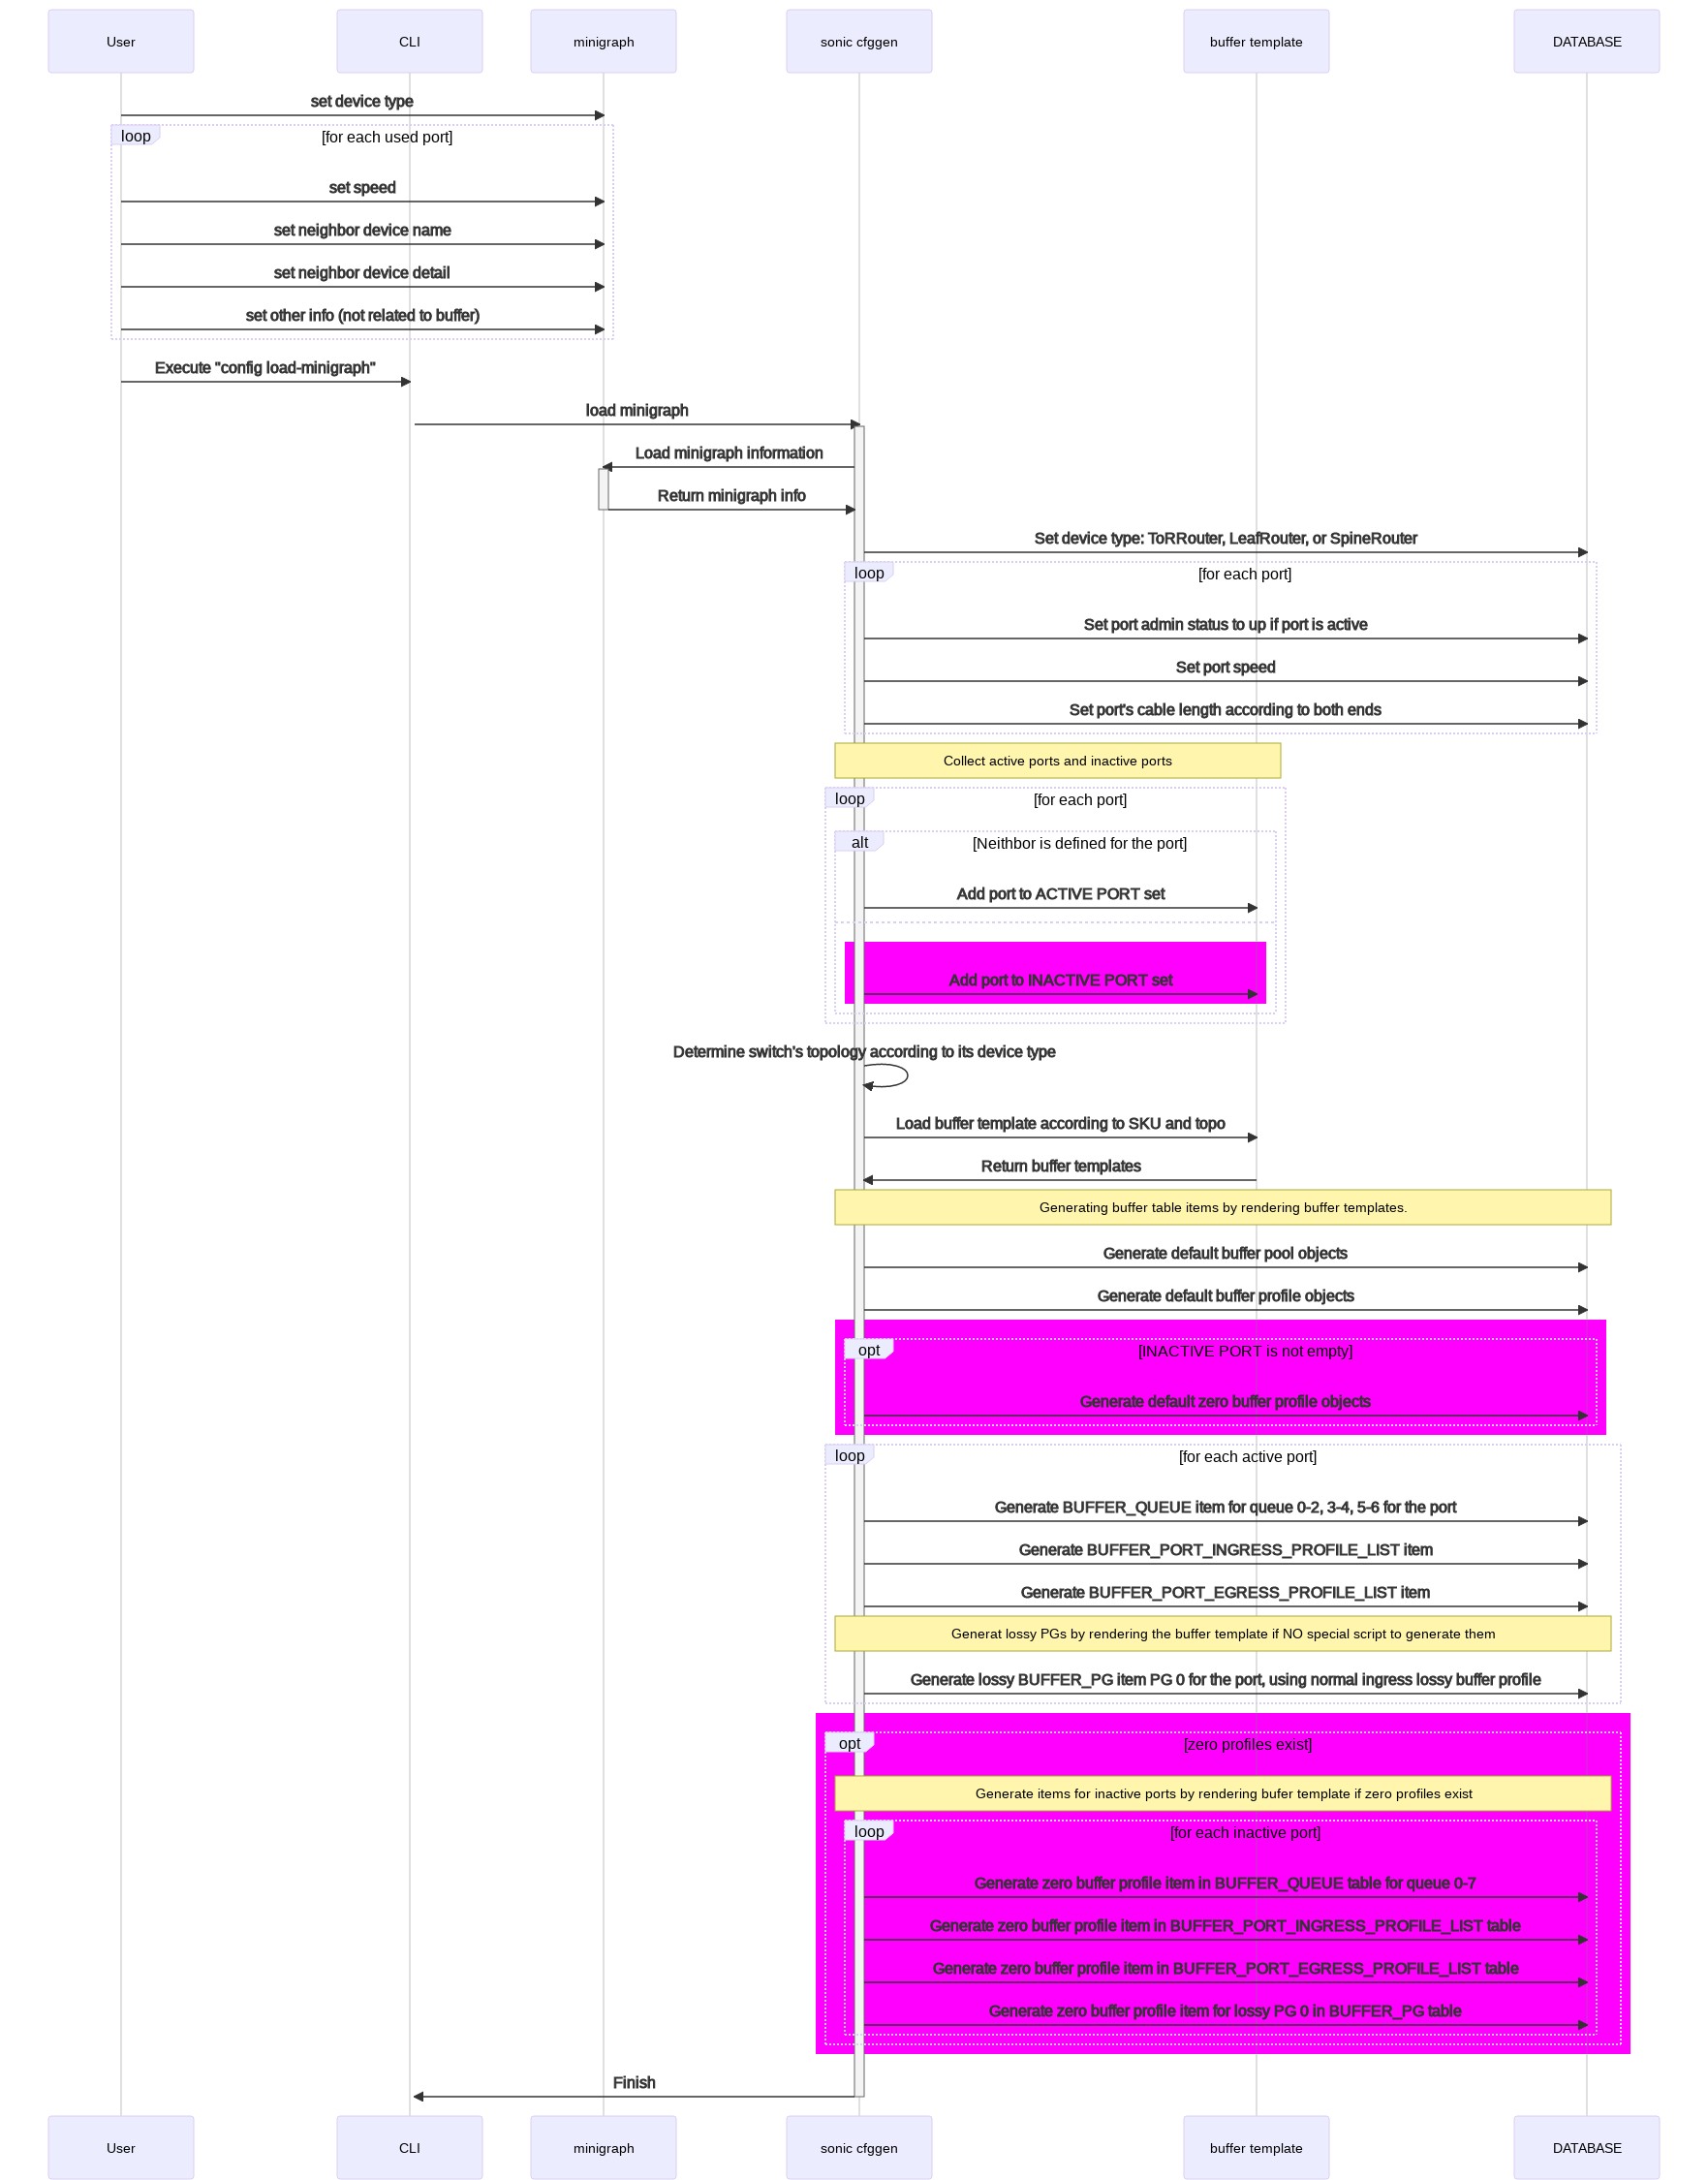 User
CLI
minigraph
sonic cfggen
buffer template
DATABASE
set device type
loop
[for each used port]
set speed
set neighbor device name
set neighbor device detail
set other info (not related to buffer)
Execute "config load-minigraph"
load minigraph
Load minigraph information
Return minigraph info
Set device type: ToRRouter, LeafRouter, or SpineRouter
loop
[for each port]
Set port admin status to up if port is active
Set port speed
Set port's cable length according to both ends
Collect active ports and inactive ports
loop
[for each port]
alt
[Neithbor is defined for the port]
Add port to ACTIVE PORT set
Add port to INACTIVE PORT set
Determine switch's topology according to its device type
Load buffer template according to SKU and topo
Return buffer templates
Generating buffer table items by rendering buffer templates.
Generate default buffer pool objects
Generate default buffer profile objects
opt
[INACTIVE PORT is not empty]
Generate default zero buffer profile objects
loop
[for each active port]
Generate BUFFER_QUEUE item for queue 0-2, 3-4, 5-6 for the port
Generate BUFFER_PORT_INGRESS_PROFILE_LIST item
Generate BUFFER_PORT_EGRESS_PROFILE_LIST item
Generat lossy PGs by rendering the buffer template if NO special script to generate them
Generate lossy BUFFER_PG item PG 0 for the port, using normal ingress lossy buffer profile
opt
[zero profiles exist]
Generate items for inactive ports by rendering bufer template if zero profiles exist
loop
[for each inactive port]
Generate zero buffer profile item in BUFFER_QUEUE table for queue 0-7
Generate zero buffer profile item in BUFFER_PORT_INGRESS_PROFILE_LIST table
Generate zero buffer profile item in BUFFER_PORT_EGRESS_PROFILE_LIST table
Generate zero buffer profile item for lossy PG 0 in BUFFER_PG table
Finish
User
CLI
minigraph
sonic cfggen
buffer template
DATABASE